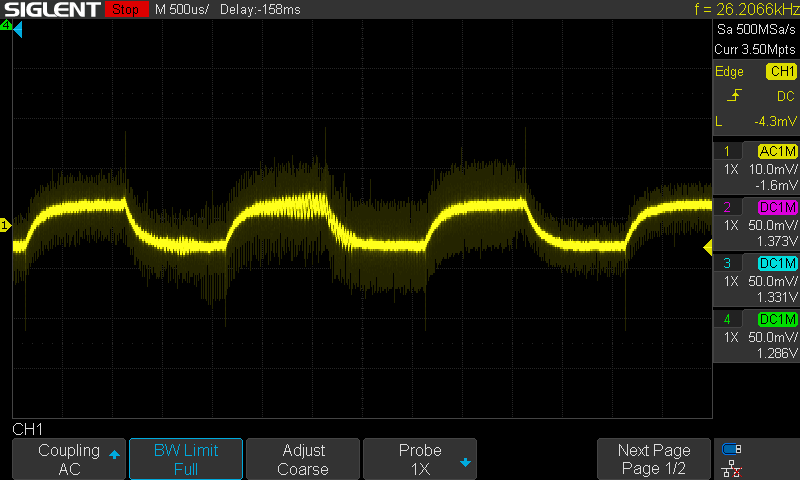 SIGLENT Stop M 500us/ Delay:-158ms f = 26.2066kHz
4
Sa 500MSa/s
Curr 3.50Mpts
Edge CH1
DC
L -4.3mV
1 AC1M
1X 10.0mV/
-1.6mV
2 DC1M
1X 50.0mV/
1.373V
3 DC1M
1X 50.0mV/
1.331V
4 DC1M
1X 50.0mV/
1.286V
1
CH1
Coupling
AC
BW Limit
Full
Adjust
Coarse
Probe
1X
Next Page
Page 1/2